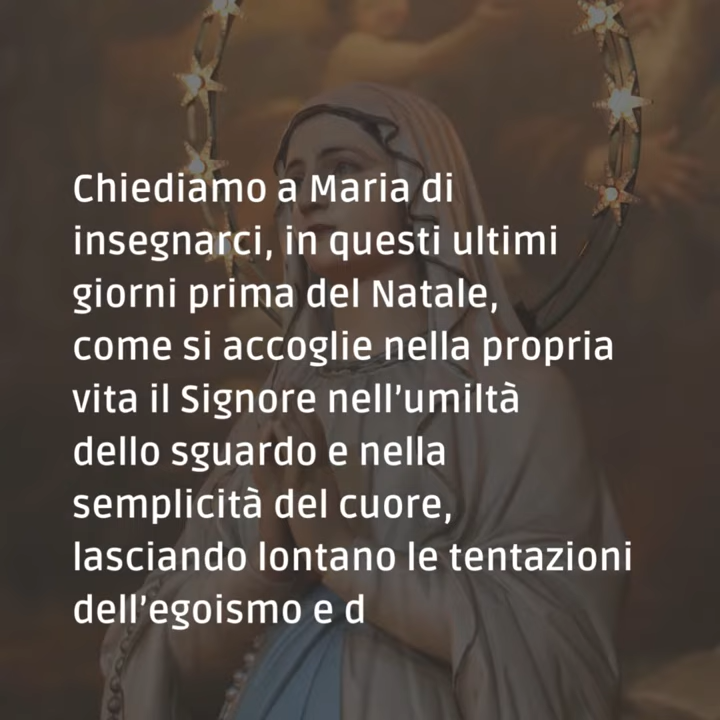 Chiediamo a Maria di
insegnarci, in questi ultimi
giorni prima del Natale,
come si accoglie nella propria
vita il Signore nell’umiltà
dello sguardo e nella
semplicità del cuore,
lasciando lontano le tentazioni
dell’egoismo e d